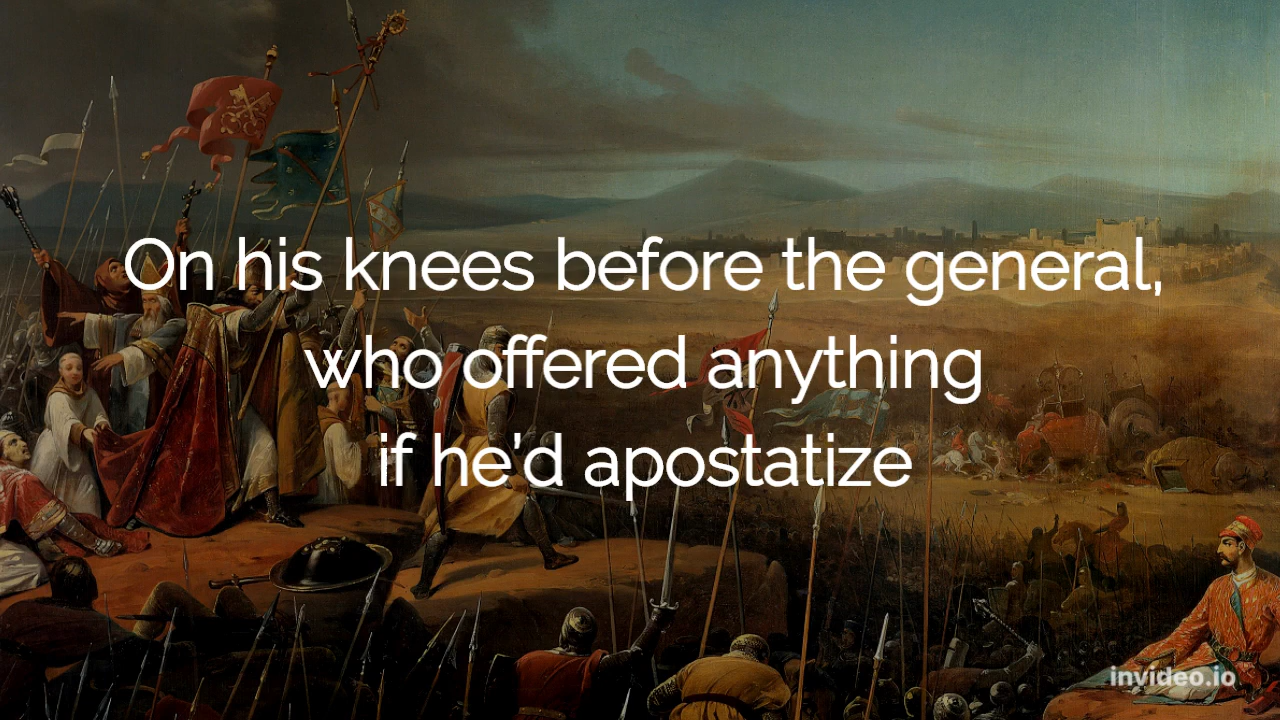 On his knees before the general,
who offered anything
if he’d apostatize
invideo.io